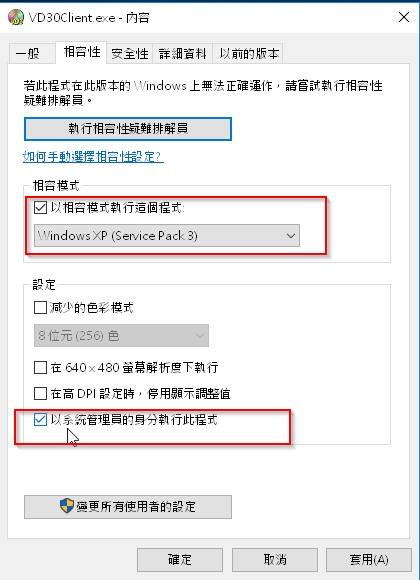 VD30Client.exe - 內容
一般 相容性 安全性 詳細資料 以前的版本
若此程式在此版本的 Windows 上無法正確運作，請嘗試執行相容性
疑難排解員。
執行相容性疑難排解員
如何手動選擇相容性設定?
相容模式
以相容模式執行這個程式:
Windows XP (Service Pack 3)
設定
減少的色彩模式
8 位元 (256) 色
在 640 x 480 螢幕解析度下執行
在高 DPI 設定時，停用顯示調整值
以系統管理員的身分執行此程式
變更所有使用者的設定
確定 取消 套用(A)